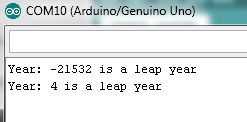 COM10 (Arduino/Genuino Uno)
Year: -21532 is a leap year
Year: 4 is a leap year